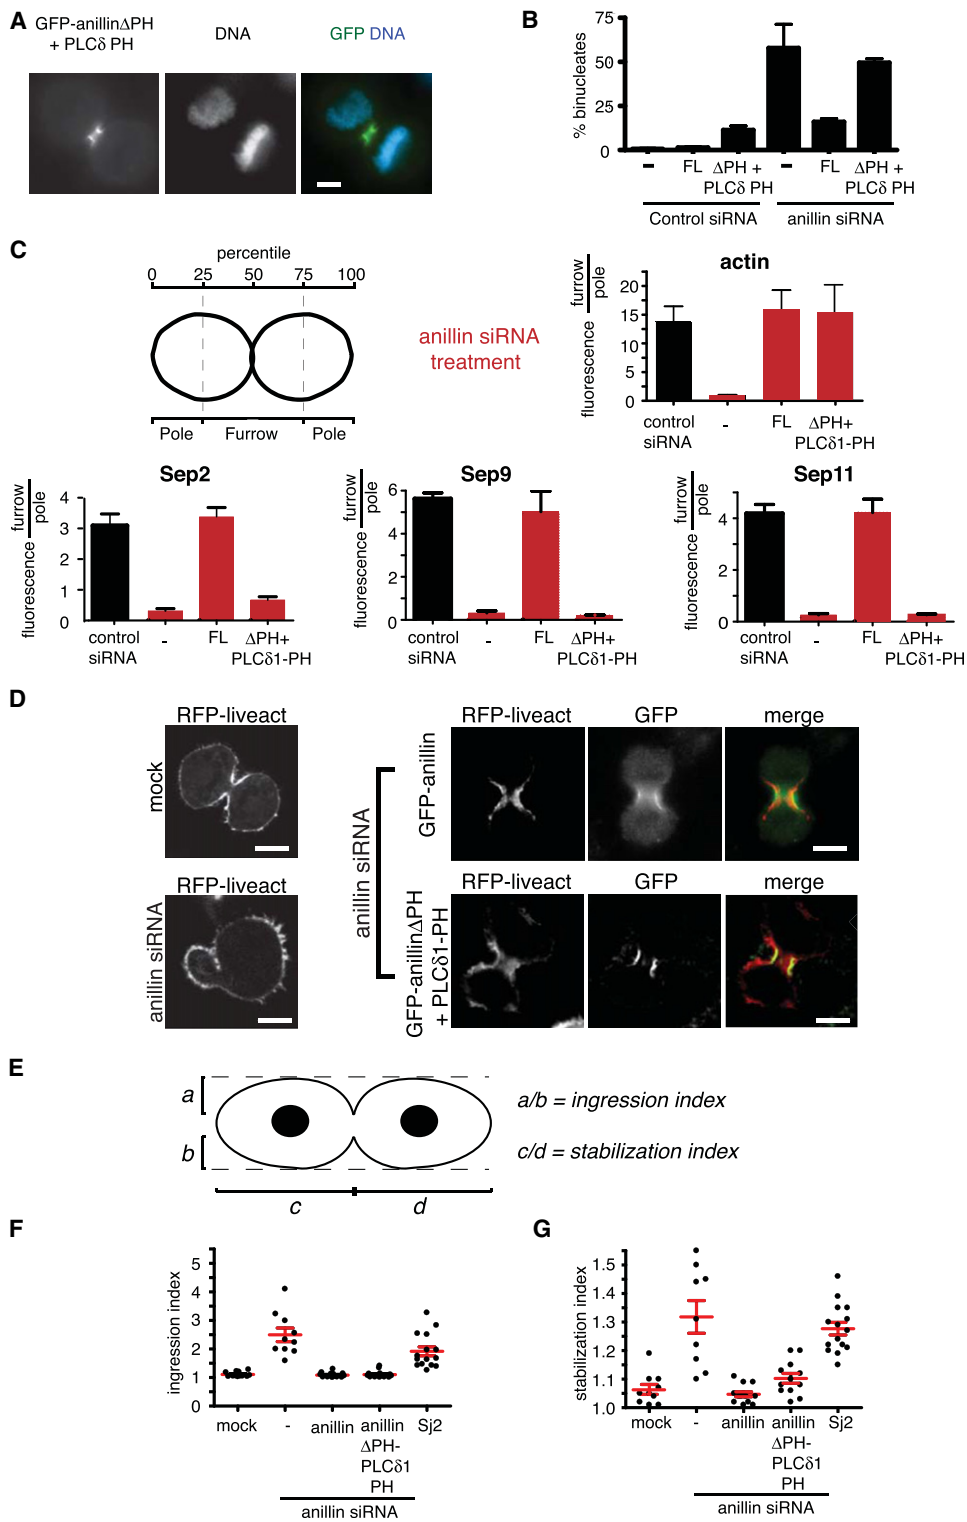 A
GFP-anillinΔPH
+ PLCδ PH
DNA
GFP DNA
B
% binucleates
75
50
25
0
-
FL
ΔPH +
PLCδ PH
-
FL
ΔPH +
PLCδ PH
Control siRNA
anillin siRNA
C
percentile
0 25 50 75 100
Pole Furrow Pole
anillin siRNA
treatment
actin
fluorescence furrow
pole
20
15
10
5
0
control
siRNA
-
FL
ΔPH+
PLCδ1-PH
Sep2
fluorescence furrow
pole
4
3
2
1
0
control
siRNA
-
FL
ΔPH+
PLCδ1-PH
Sep9
fluorescence furrow
pole
6
4
2
0
control
siRNA
-
FL
ΔPH+
PLCδ1-PH
Sep11
fluorescence furrow
pole
4
2
0
control
siRNA
-
FL
ΔPH+
PLCδ1-PH
D
RFP-liveact
mock
RFP-liveact
anillin siRNA
anillin siRNA
RFP-liveact GFP merge
GFP-anillin
RFP-liveact GFP merge
GFP-anillinΔPH
+ PLCδ1-PH
E
a
b
c
d
a/b = ingression index
c/d = stabilization index
F
ingression index
5
4
3
2
1
0
mock
-
anillin
anillin
ΔPH-
PLCδ1
PH
Sj2
anillin siRNA
G
stabilization index
1.5
1.4
1.3
1.2
1.1
1.0
mock
-
anillin
anillin
ΔPH-
PLCδ1
PH
Sj2
anillin siRNA